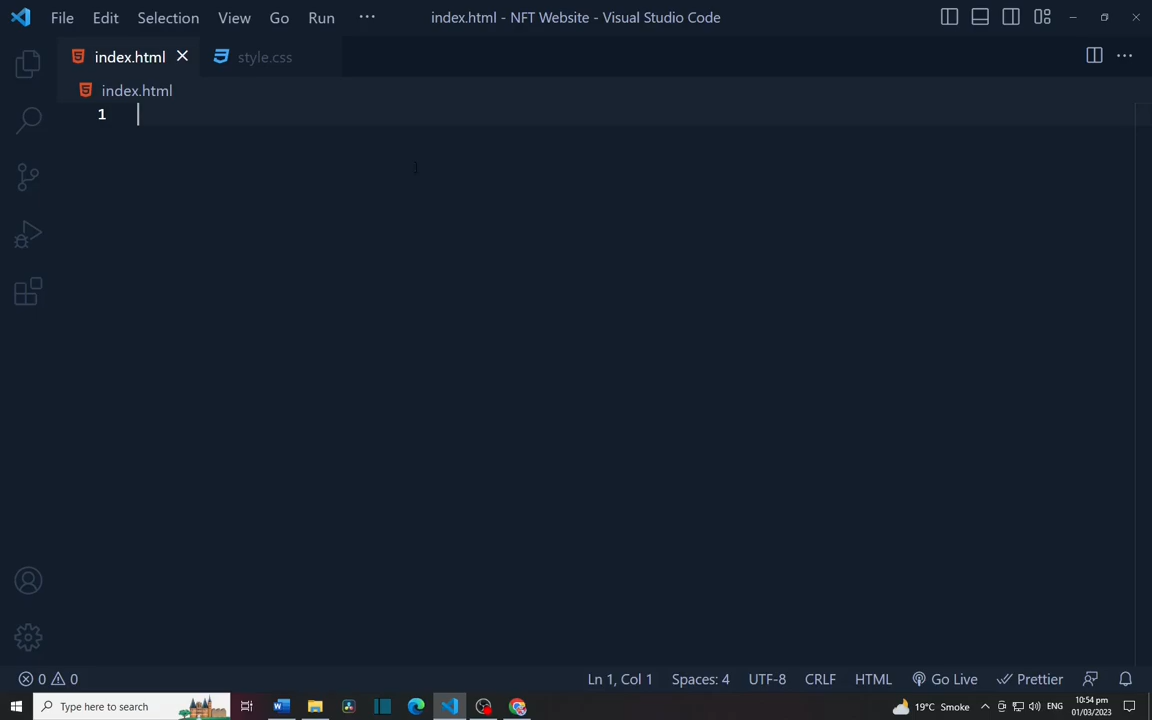 File Edit Selection View Go Run ··· index.html - NFT Website - Visual Studio Code
index.html style.css
index.html
1
0 0 Ln 1, Col 1 Spaces: 4 UTF-8 CRLF HTML Go Live Prettier
Type here to search 19°C Smoke ENG 10:54 pm
01/03/2023